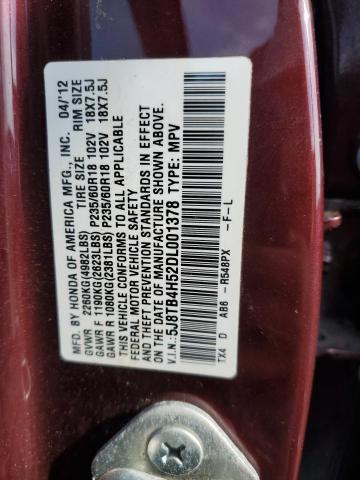 MFD. BY HONDA OF AMERICA MFG., INC. 04/'12
TIRE SIZE RIM SIZE
GVWR 2260KG(4982LBS)
GAWR F 1190KG(2623LBS) P235/60R18 102V 18X7.5J
GAWR R 1080KG(2381LBS) P235/60R18 102V 18X7.5J
THIS VEHICLE CONFORMS TO ALL APPLICABLE
FEDERAL MOTOR VEHICLE SAFETY
AND THEFT PREVENTION STANDARDS IN EFFECT
ON THE DATE OF MANUFACTURE SHOWN ABOVE.
V.I.N.:5J8TB4H52DL001378 TYPE: MPV
TX4 D AB6 -R548PX -F-L